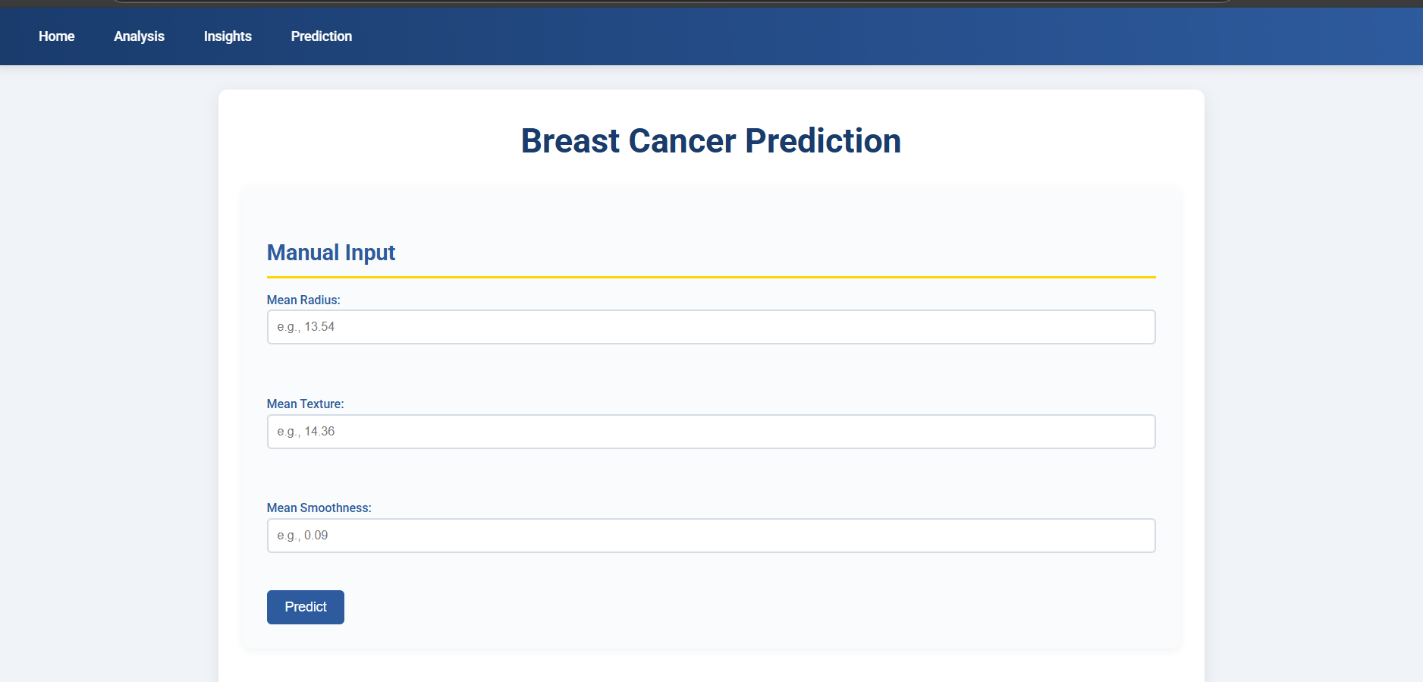 Home Analysis Insights Prediction
Breast Cancer Prediction
Manual Input
Mean Radius:
e.g., 13.54
Mean Texture:
e.g., 14.36
Mean Smoothness:
e.g., 0.09
Predict